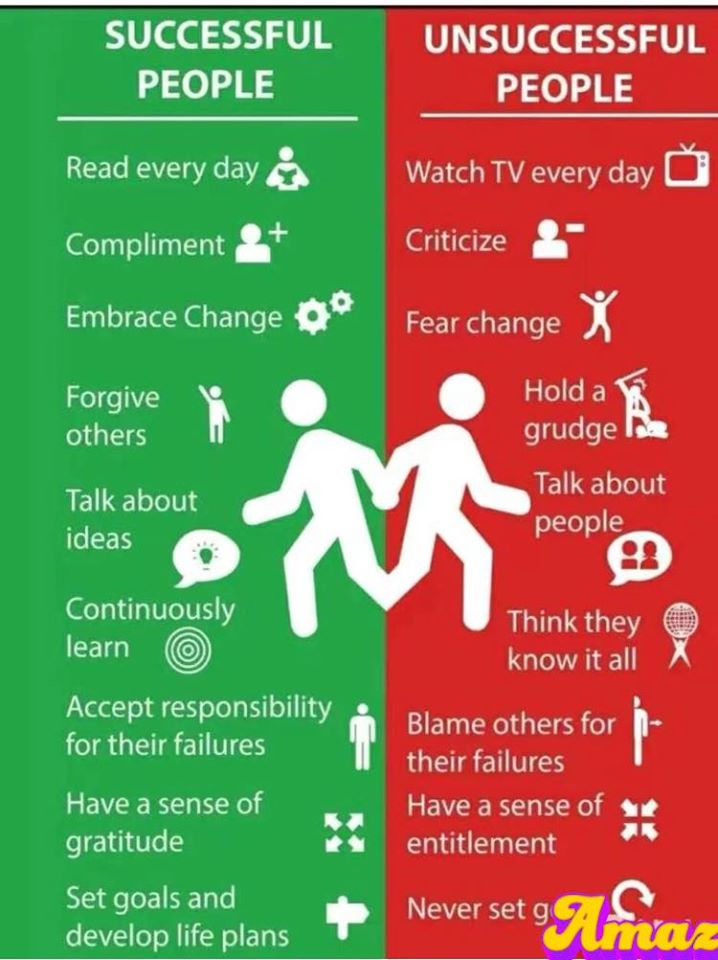 SUCCESSFUL
PEOPLE
Read every day
Compliment
Embrace Change
Forgive
others
Talk about
ideas
Continuously
learn
Accept responsibility
for their failures
Have a sense of
gratitude
Set goals and
develop life plans
UNSUCCESSFUL
PEOPLE
Watch TV every day
Criticize
Fear change
Hold a
grudge
Talk about
people
Think they
know it all
Blame others for
their failures
Have a sense of
entitlement
Never set g
Amaz